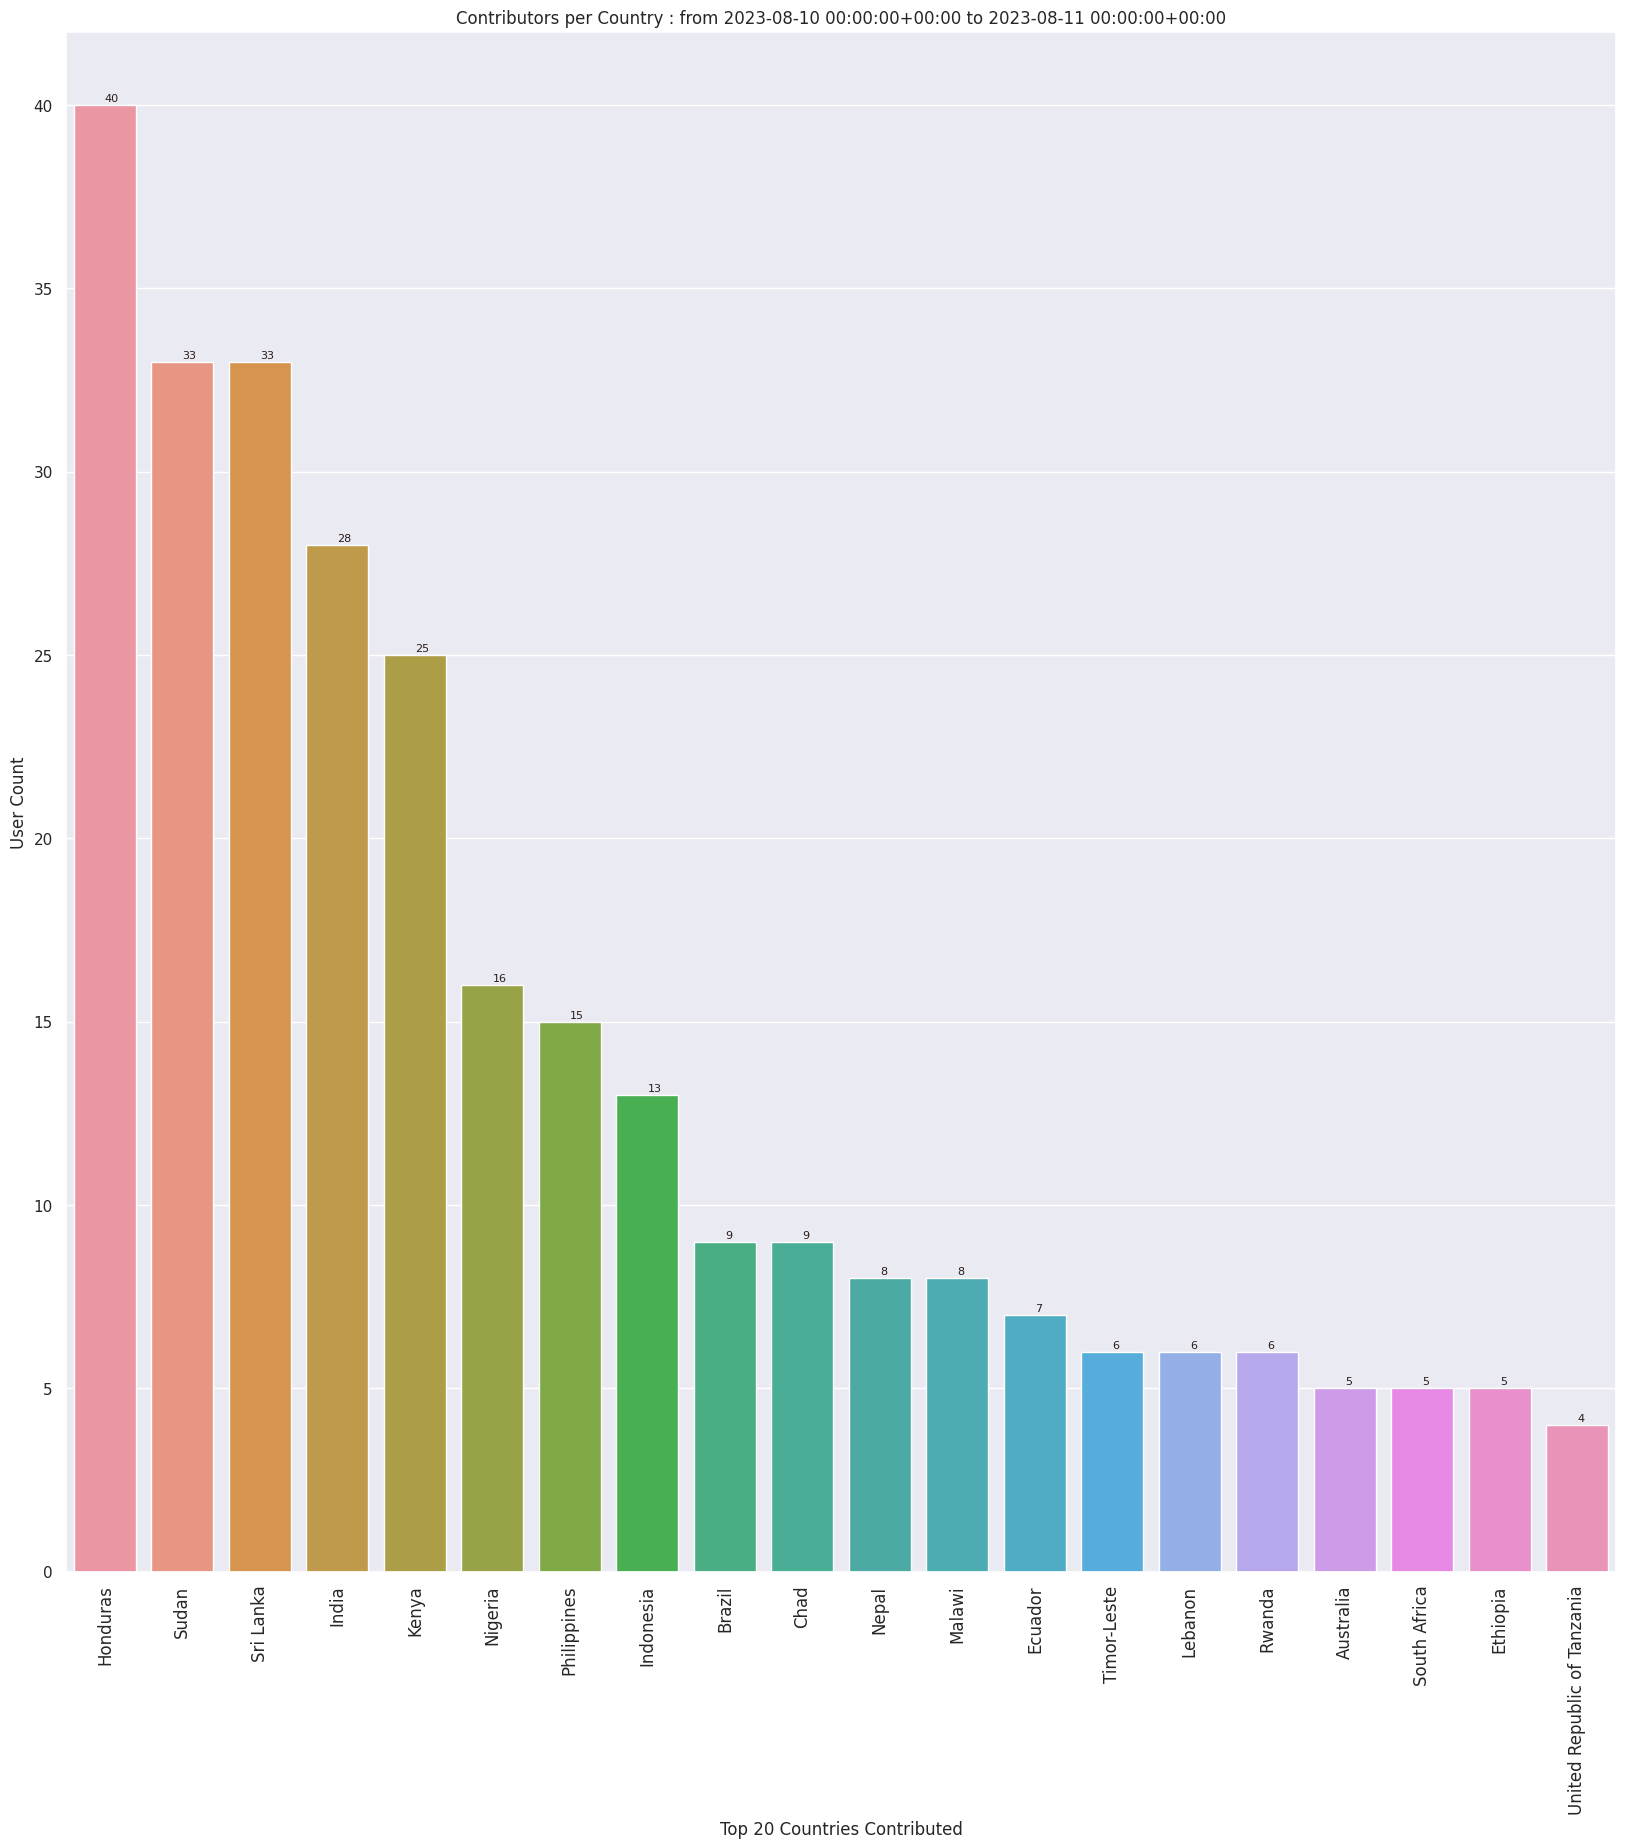 Contributors per Country : from 2023-08-10 00:00:00+00:00 to 2023-08-11 00:00:00+00:00
User Count
40
35
30
25
20
15
10
5
0
40
33
33
28
25
16
15
13
9
9
8
8
7
6
6
6
5
5
5
4
Honduras
Sudan
Sri Lanka
India
Kenya
Nigeria
Philippines
Indonesia
Brazil
Chad
Nepal
Malawi
Ecuador
Timor-Leste
Lebanon
Rwanda
Australia
South Africa
Ethiopia
United Republic of Tanzania
Top 20 Countries Contributed